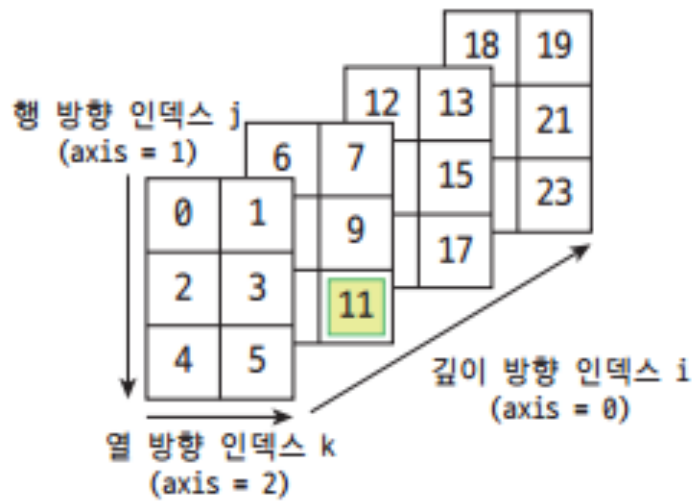 행 방향 인덱스 j
(axis = 1)
0 1
2 3
4 5
6 7
9
11
12 13
15
17
18 19
21
23
깊이 방향 인덱스 i
(axis = 0)
열 방향 인덱스 k
(axis = 2)